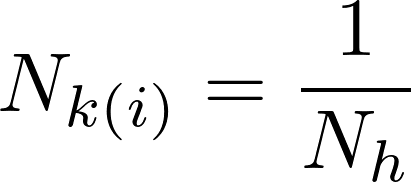 N_{k(i)} = \frac{1}{N_h}